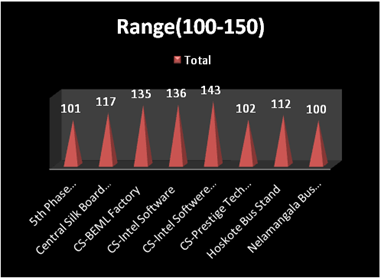 Range(100-150)
Total
101
117
135
136
143
102
112
100
5th Phase...
Central Silk Board...
CS-BEML Factory
CS-Intel Software
CS-Intel Softwere...
CS-Prestige Tech...
Hoskote Bus Stand
Nelamangala Bus...